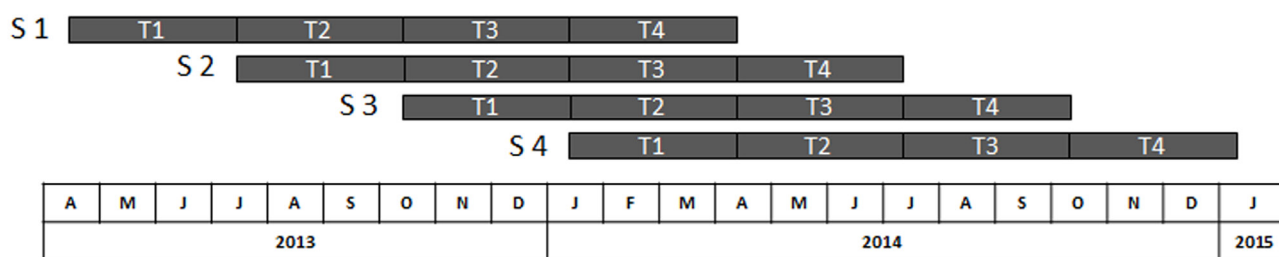 S 1 T1 T2 T3 T4
S 2 T1 T2 T3 T4
S 3 T1 T2 T3 T4
S 4 T1 T2 T3 T4
A M J J A S O N D J F M A M J J A S O N D J
2013 2014 2015